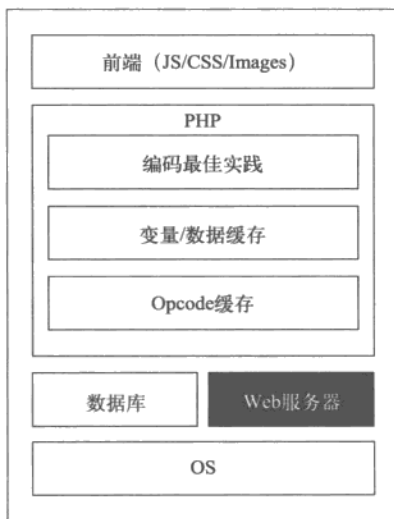 前端（JS/CSS/Images）
PHP
编码最佳实践
变量/数据缓存
Opcode缓存
数据库
Web服务器
OS